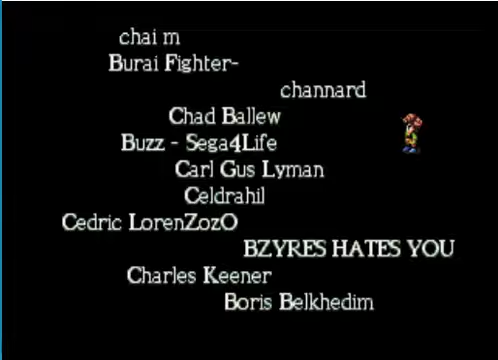 chai m
Burai Fighter-
channard
Chad Ballew
Buzz - Sega4Life
Carl Gus Lyman
Celdrahil
Cedric LorenZozO
BZYRES HATES YOU
Charles Keener
Boris Belkhedim